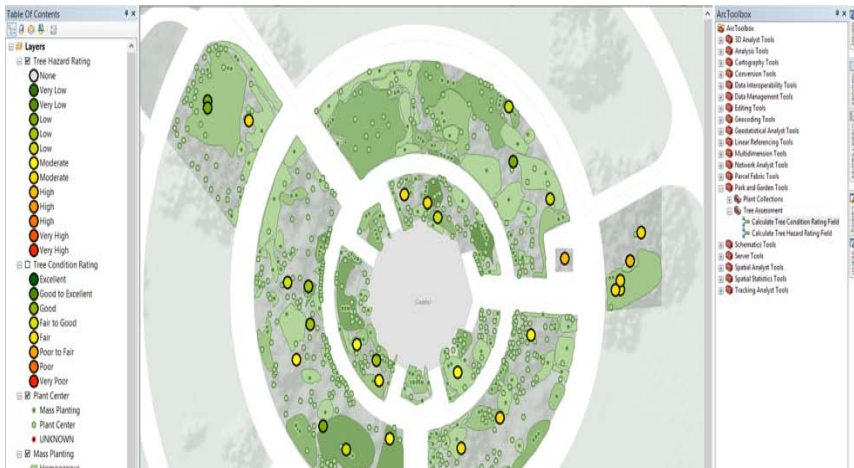 Table Of Contents
Layers
Tree Hazard Rating
None
Very Low
Very Low
Low
Low
Low
Moderate
Moderate
High
High
High
Very High
Very High
Tree Condition Rating
Excellent
Good to Excellent
Good
Fair to Good
Fair
Poor to Fair
Poor
Very Poor
Plant Center
Mass Planting
Plant Center
UNKNOWN
Mass Planting
Homogenous
ArcToolbox
ArcToolbox
3D Analyst Tools
Analysis Tools
Cartography Tools
Conversion Tools
Data Interoperability Tools
Data Management Tools
Editing Tools
Geocoding Tools
Geostatistical Analyst Tools
Linear Referencing Tools
Multidimension Tools
Network Analyst Tools
Parcel Fabric Tools
Park and Garden Tools
Plant Collections
Tree Assessment
Calculate Tree Condition Rating Field
Calculate Tree Hazard Rating Field
Schematics Tools
Server Tools
Spatial Analyst Tools
Spatial Statistics Tools
Tracking Analyst Tools